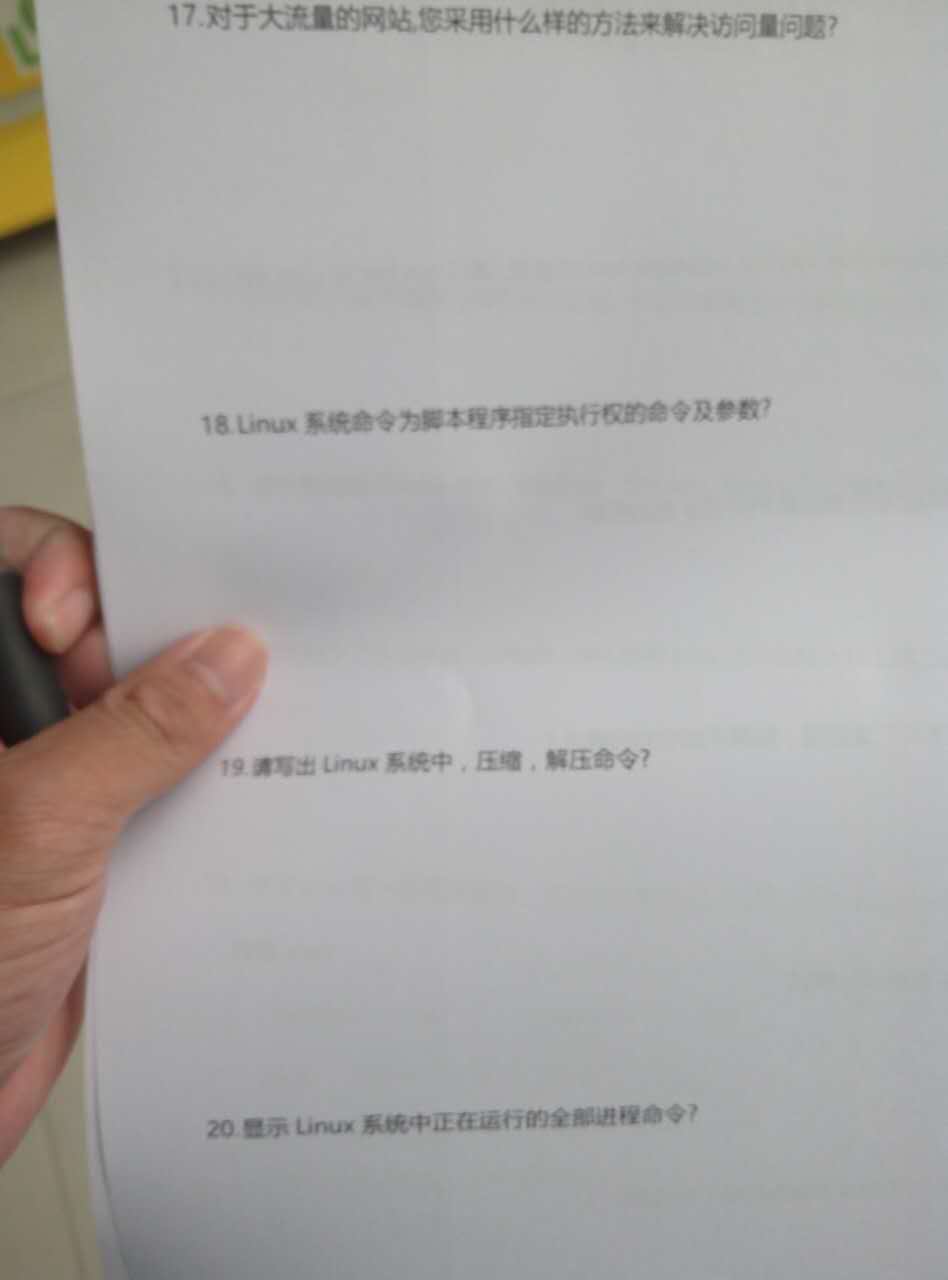 17.对于大流量的网站,您采用什么样的方法来解决访问量问题?
18.Linux 系统命令为脚本程序指定执行权的命令及参数?
19.请写出 Linux 系统中，压缩，解压命令?
20.显示 Linux 系统中正在运行的全部进程命令?